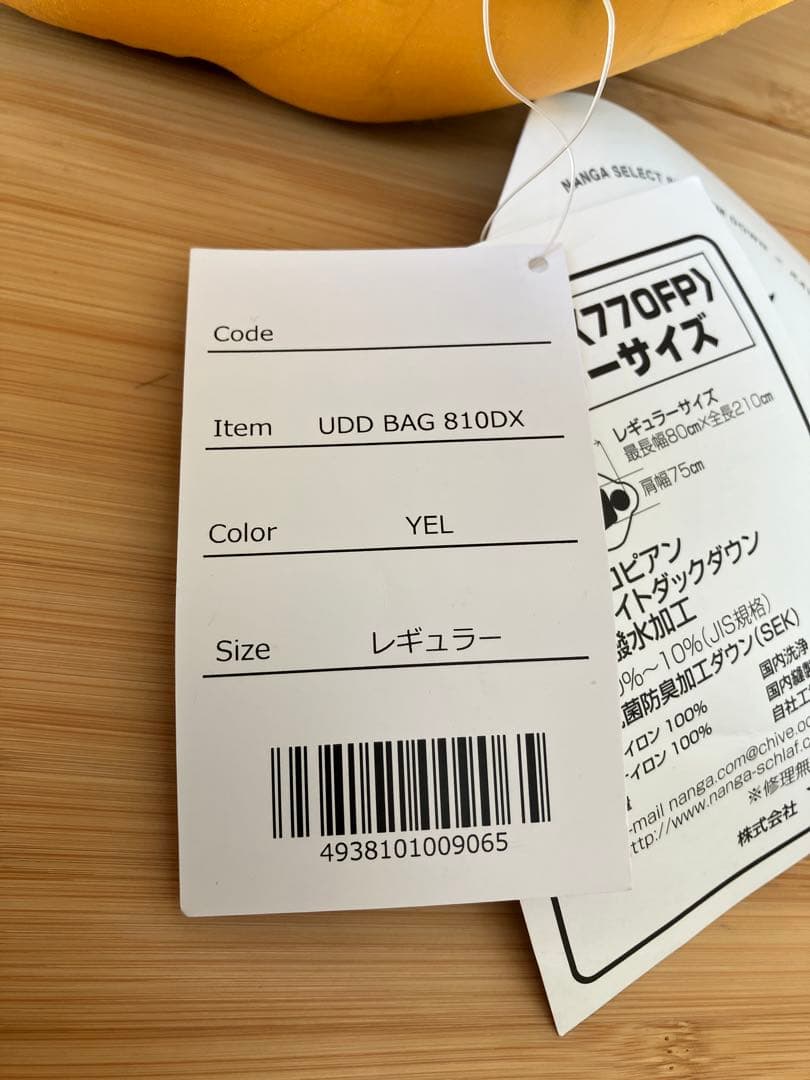 Code
Item UDD BAG 810DX
Color YEL
Size レギュラー
4938101009065
NANGA SELECT
〈770FP〉
ーサイズ
レギュラーサイズ
最長幅80cm×全長210cm
肩幅75cm
ロピアン
イトダックダウン
撥水加工
%〜10%(JIS規格)
菌防臭加工ダウン(SEK)
イロン 100%
イロン 100%
国内洗浄
国内縫製
自社工
-mail nanga.com@chive.oc
ttp://www.nanga-schlaf.c
※修理無
株式会社